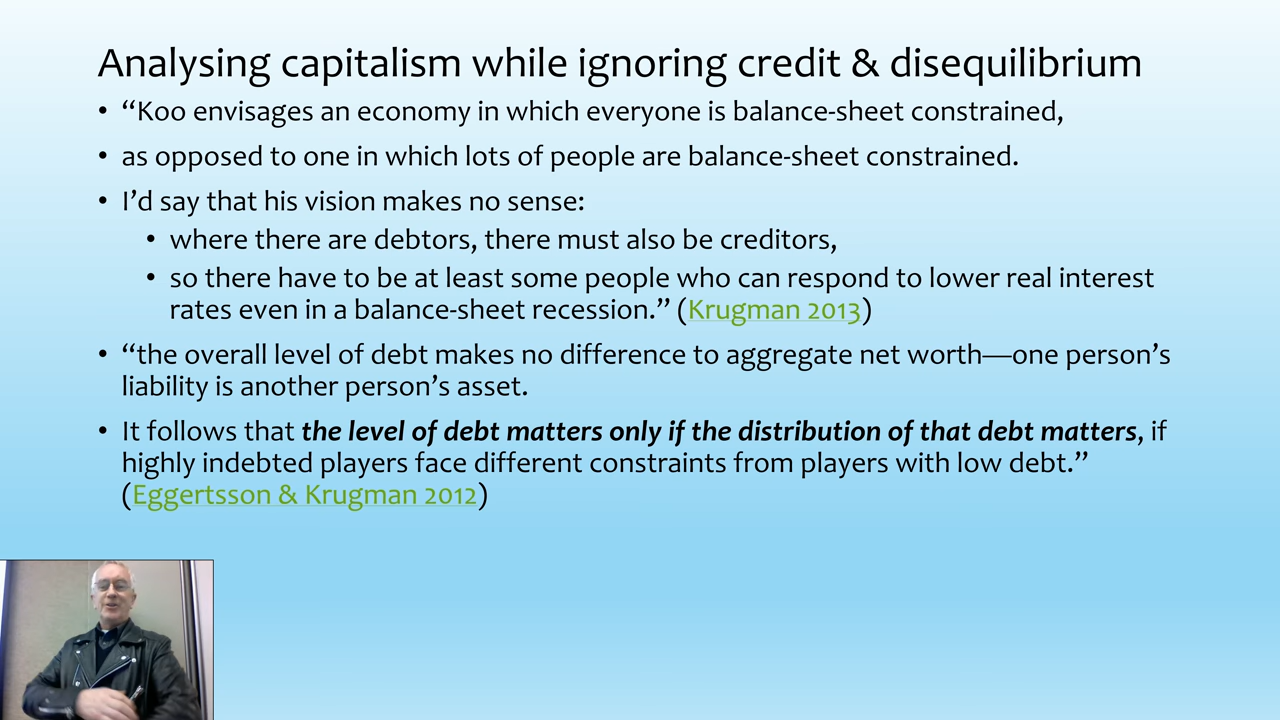 Analysing capitalism while ignoring credit & disequilibrium
• “Koo envisages an economy in which everyone is balance-sheet constrained,
• as opposed to one in which lots of people are balance-sheet constrained.
• I’d say that his vision makes no sense:
• where there are debtors, there must also be creditors,
• so there have to be at least some people who can respond to lower real interest
rates even in a balance-sheet recession.” (Krugman 2013)
• “the overall level of debt makes no difference to aggregate net worth—one person’s
liability is another person’s asset.
• It follows that the level of debt matters only if the distribution of that debt matters, if
highly indebted players face different constraints from players with low debt.”
(Eggertsson & Krugman 2012)